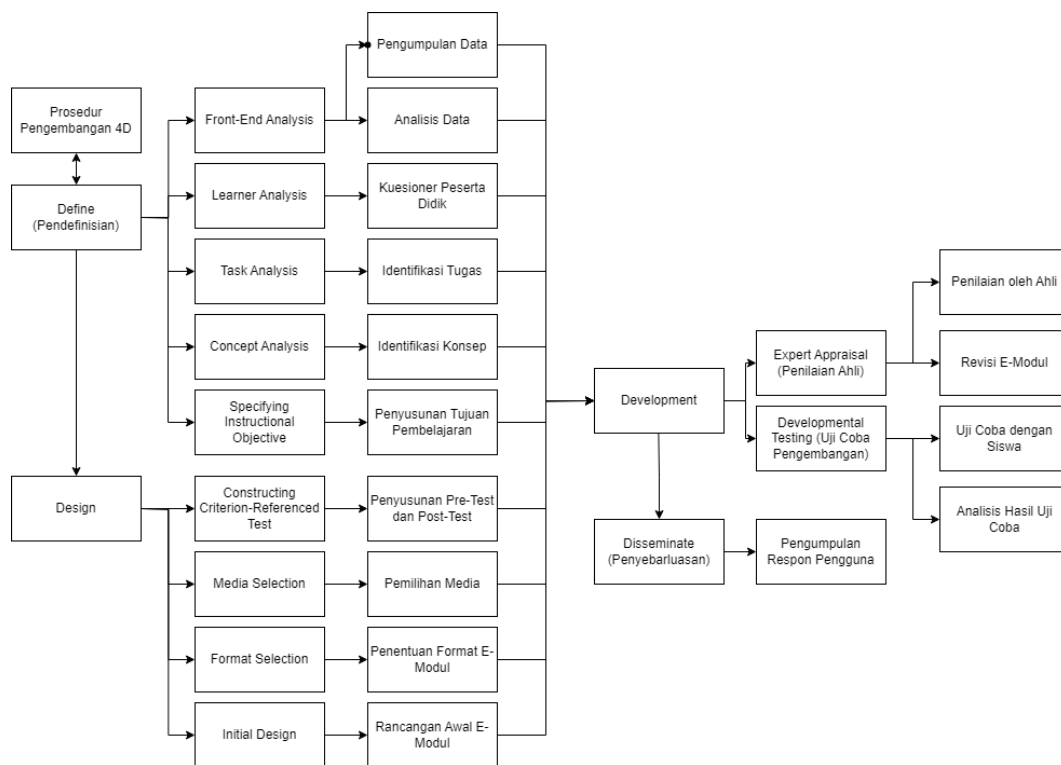 Pengumpulan Data
Prosedur
Pengembangan 4D
Front-End Analysis
Analisis Data
Define
(Pendefinisian)
Learner Analysis
Kuesioner Peserta
Didik
Task Analysis
Identifikasi Tugas
Concept Analysis
Identifikasi Konsep
Specifying
Instructional
Objective
Penyusunan Tujuan
Pembelajaran
Design
Constructing
Criterion-Referenced
Test
Penyusunan Pre-Test
dan Post-Test
Media Selection
Pemilihan Media
Format Selection
Penentuan Format E-
Modul
Initial Design
Rancangan Awal E-
Modul
Development
Expert Appraisal
(Penilaian Ahli)
Penilaian oleh Ahli
Revisi E-Modul
Developmental
Testing (Uji Coba
Pengembangan)
Uji Coba dengan
Siswa
Analisis Hasil Uji
Coba
Disseminate
(Penyebarluasan)
Pengumpulan
Respon Pengguna